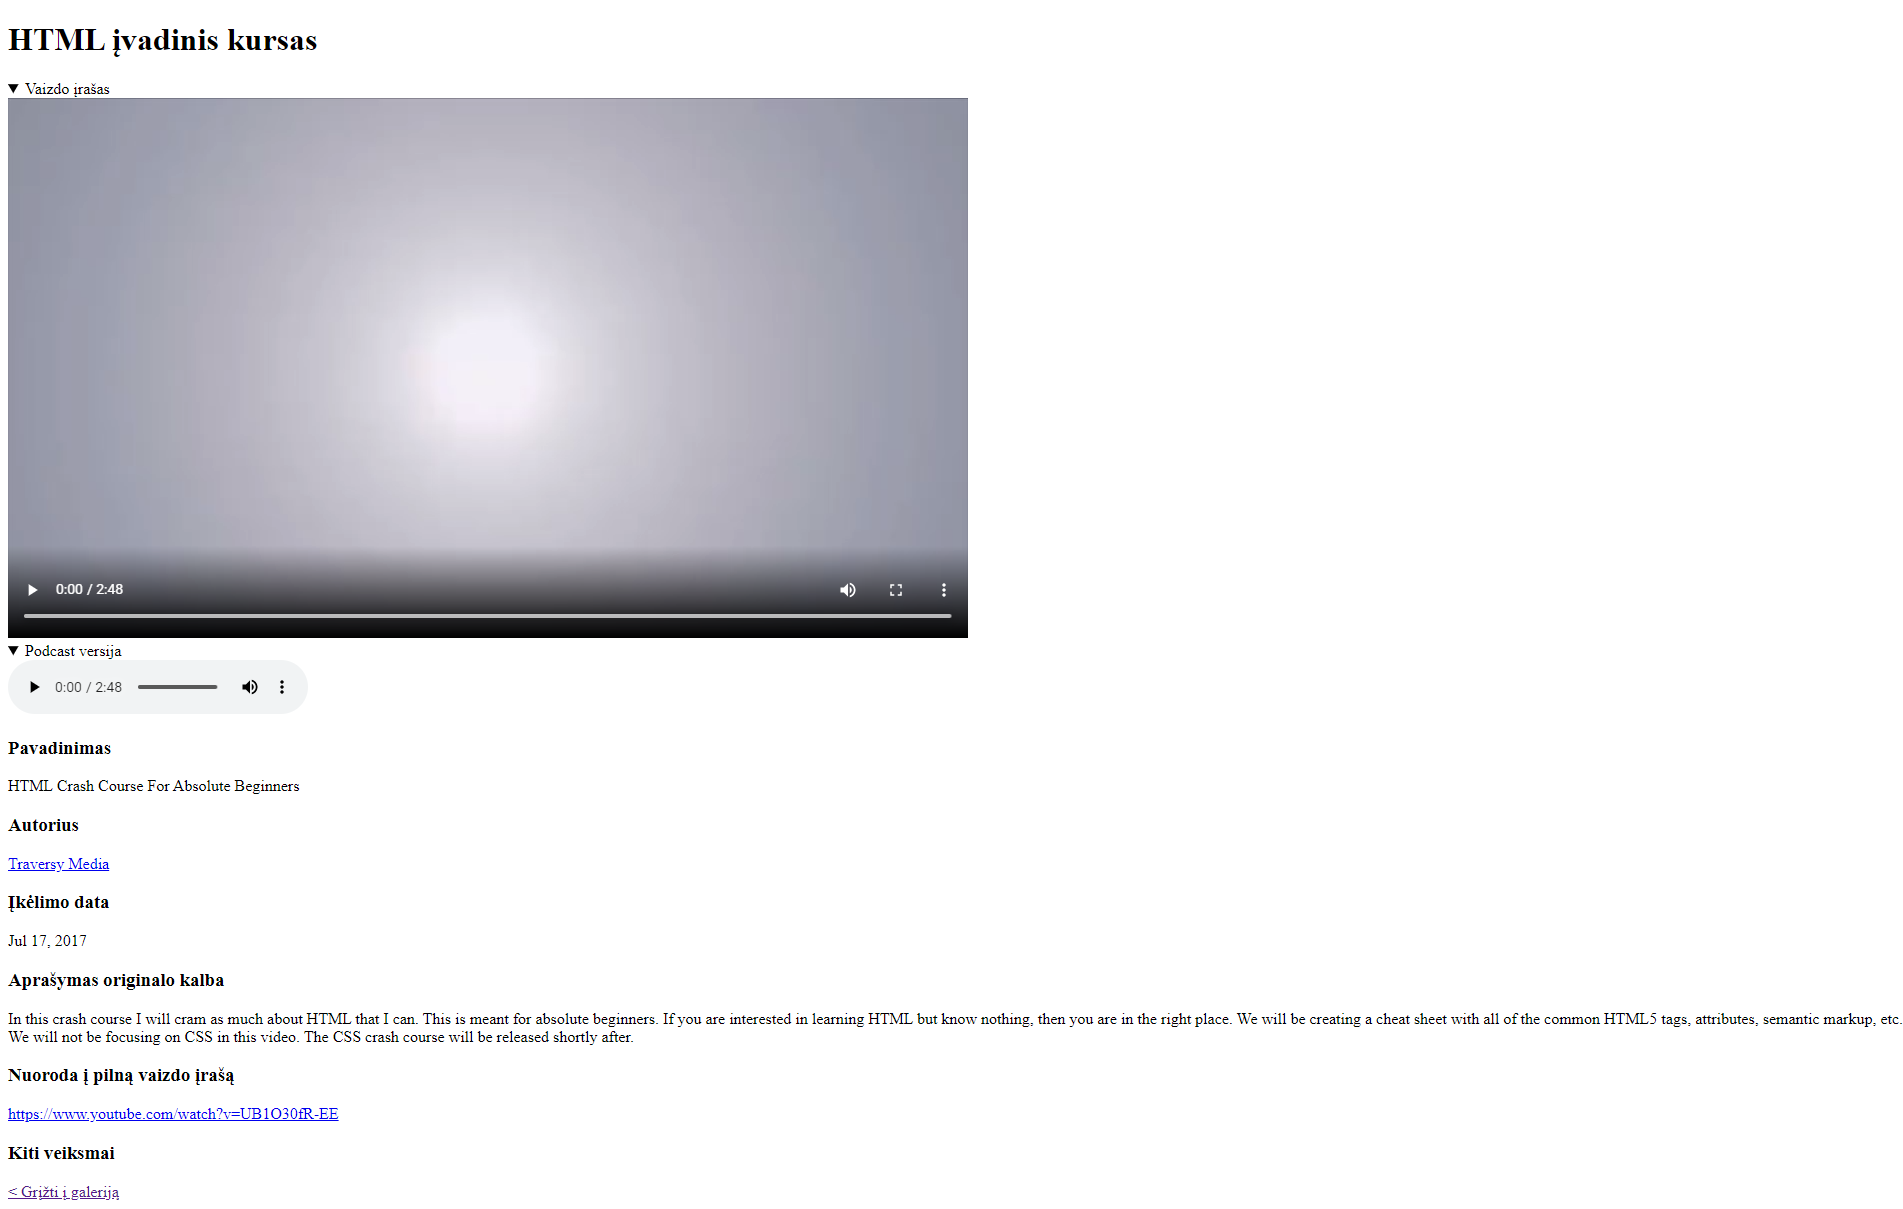 HTML įvadinis kursas
▼ Vaizdo įrašas
0:00 / 2:48
▼ Podcast versija
0:00 / 2:48
Pavadinimas
HTML Crash Course For Absolute Beginners
Autorius
Traversy Media
Įkėlimo data
Jul 17, 2017
Aprašymas originalo kalba
In this crash course I will cram as much about HTML that I can. This is meant for absolute beginners. If you are interested in learning HTML but know nothing, then you are in the right place. We will be creating a cheat sheet with all of the common HTML5 tags, attributes, semantic markup, etc.
We will not be focusing on CSS in this video. The CSS crash course will be released shortly after.
Nuoroda į pilną vaizdo įrašą
https://www.youtube.com/watch?v=UB1O30fR-EE
Kiti veiksmai
< Grįžti į galeriją